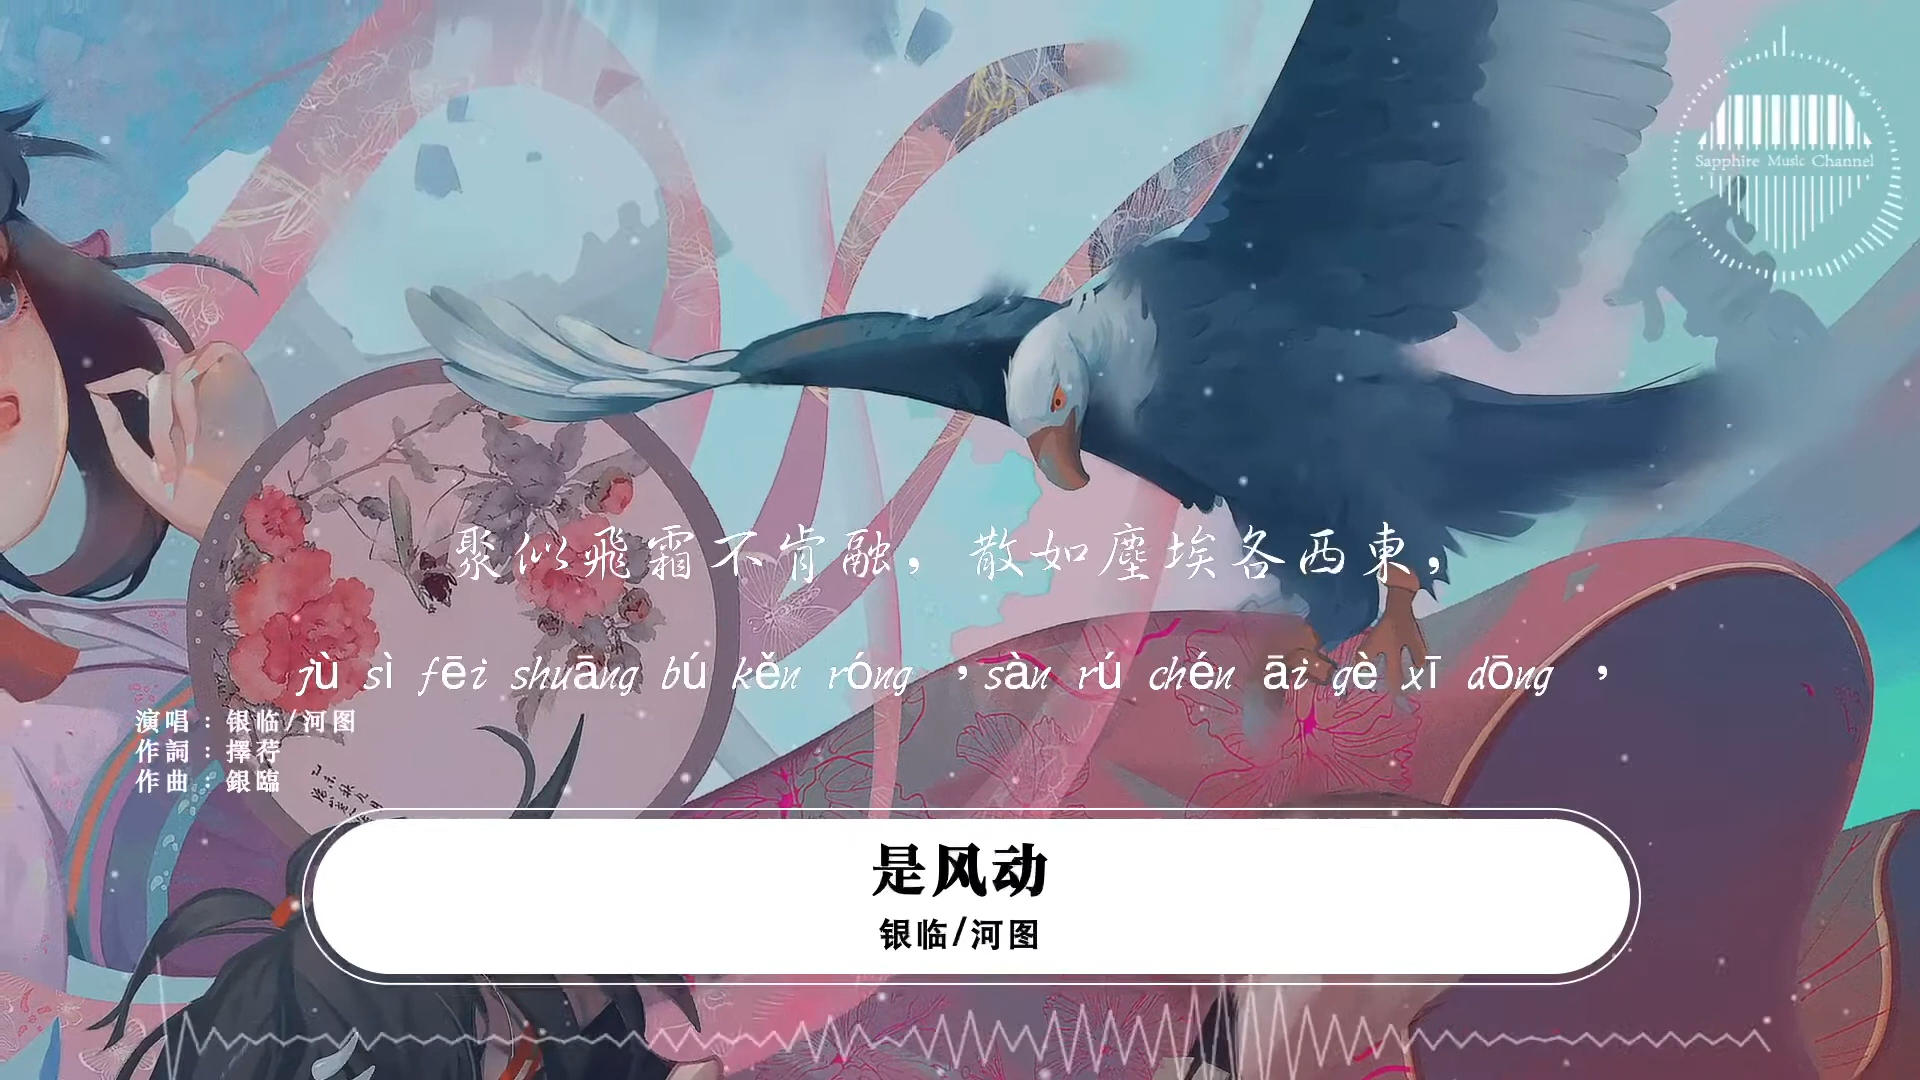 Sapphire Music Channel
聚似飛霜不肯融，散如塵埃各西東，
jù sì fēi shuāng bú kěn róng ，sàn rú chén āi gè xī dōng ，
演唱：银临/河图
作詞：擇荇
作曲：銀臨
是风动
银临/河图